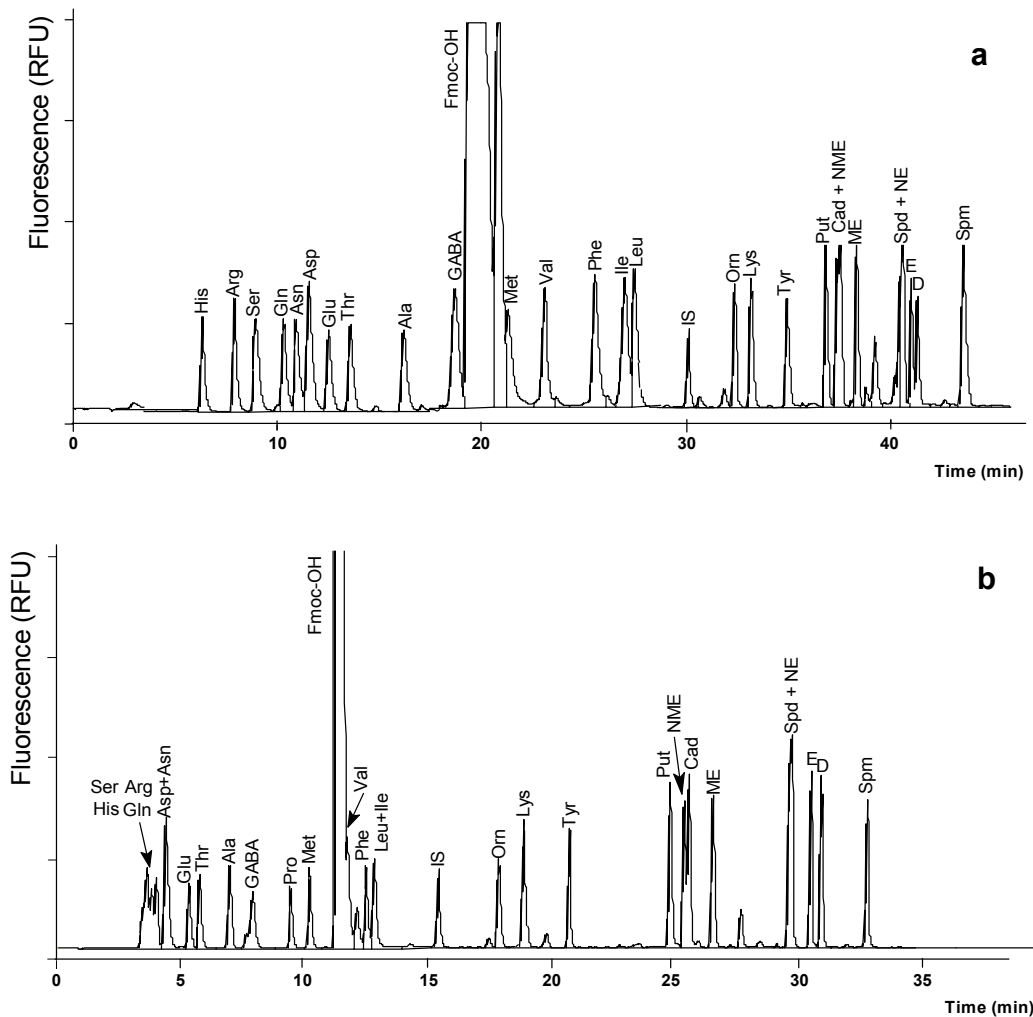 Fluorescence (RFU)
a
His
Arg
Ser
Gln
Asn
Asp
Glu
Thr
Ala
GABA
Fmoc-OH
Met
Val
Phe
Ile
Leu
IS
Orn
Lys
Tyr
Put
Cad + NME
ME
Spd + NE
E
D
Spm
0 10 20 30 40
Time (min)
Fluorescence (RFU)
b
Ser Arg
His Gln
Asp+Asn
Glu
Thr
Ala
GABA
Pro
Met
Fmoc-OH
Val
Phe
Leu+Ile
IS
Orn
Lys
Tyr
Put
NME
Cad
ME
Spd + NE
E
D
Spm
0 5 10 15 20 25 30 35
Time (min)